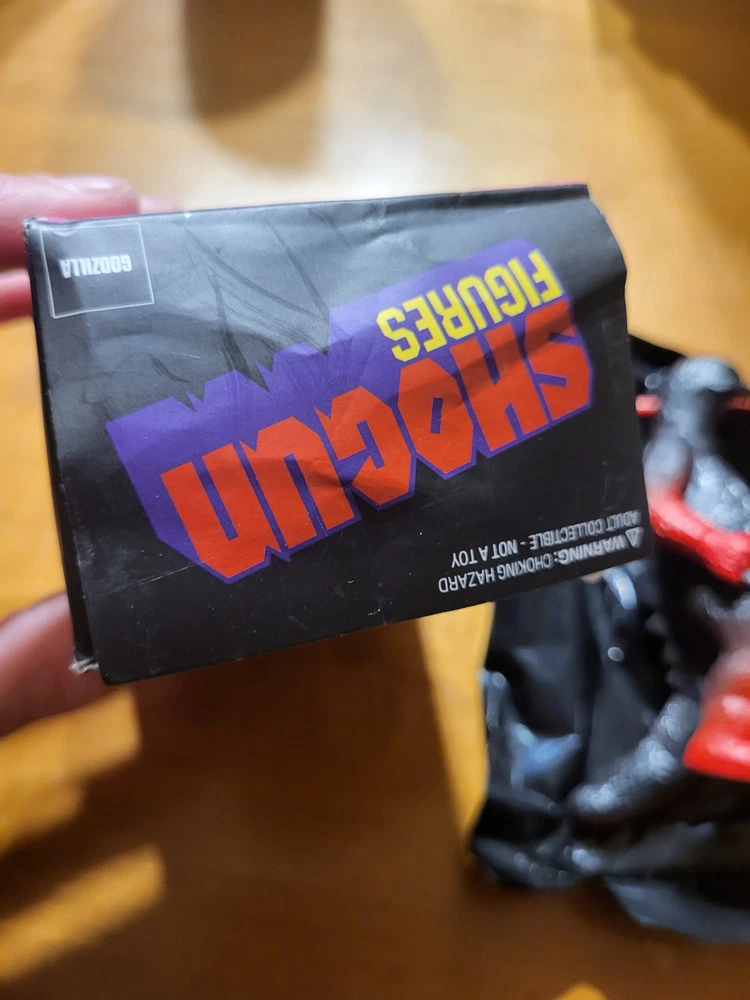 ⚠ WARNING: CHOKING HAZARD
ADULT COLLECTIBLE - NOT A TOY
SHOGUN
FIGURES
GODZILLA